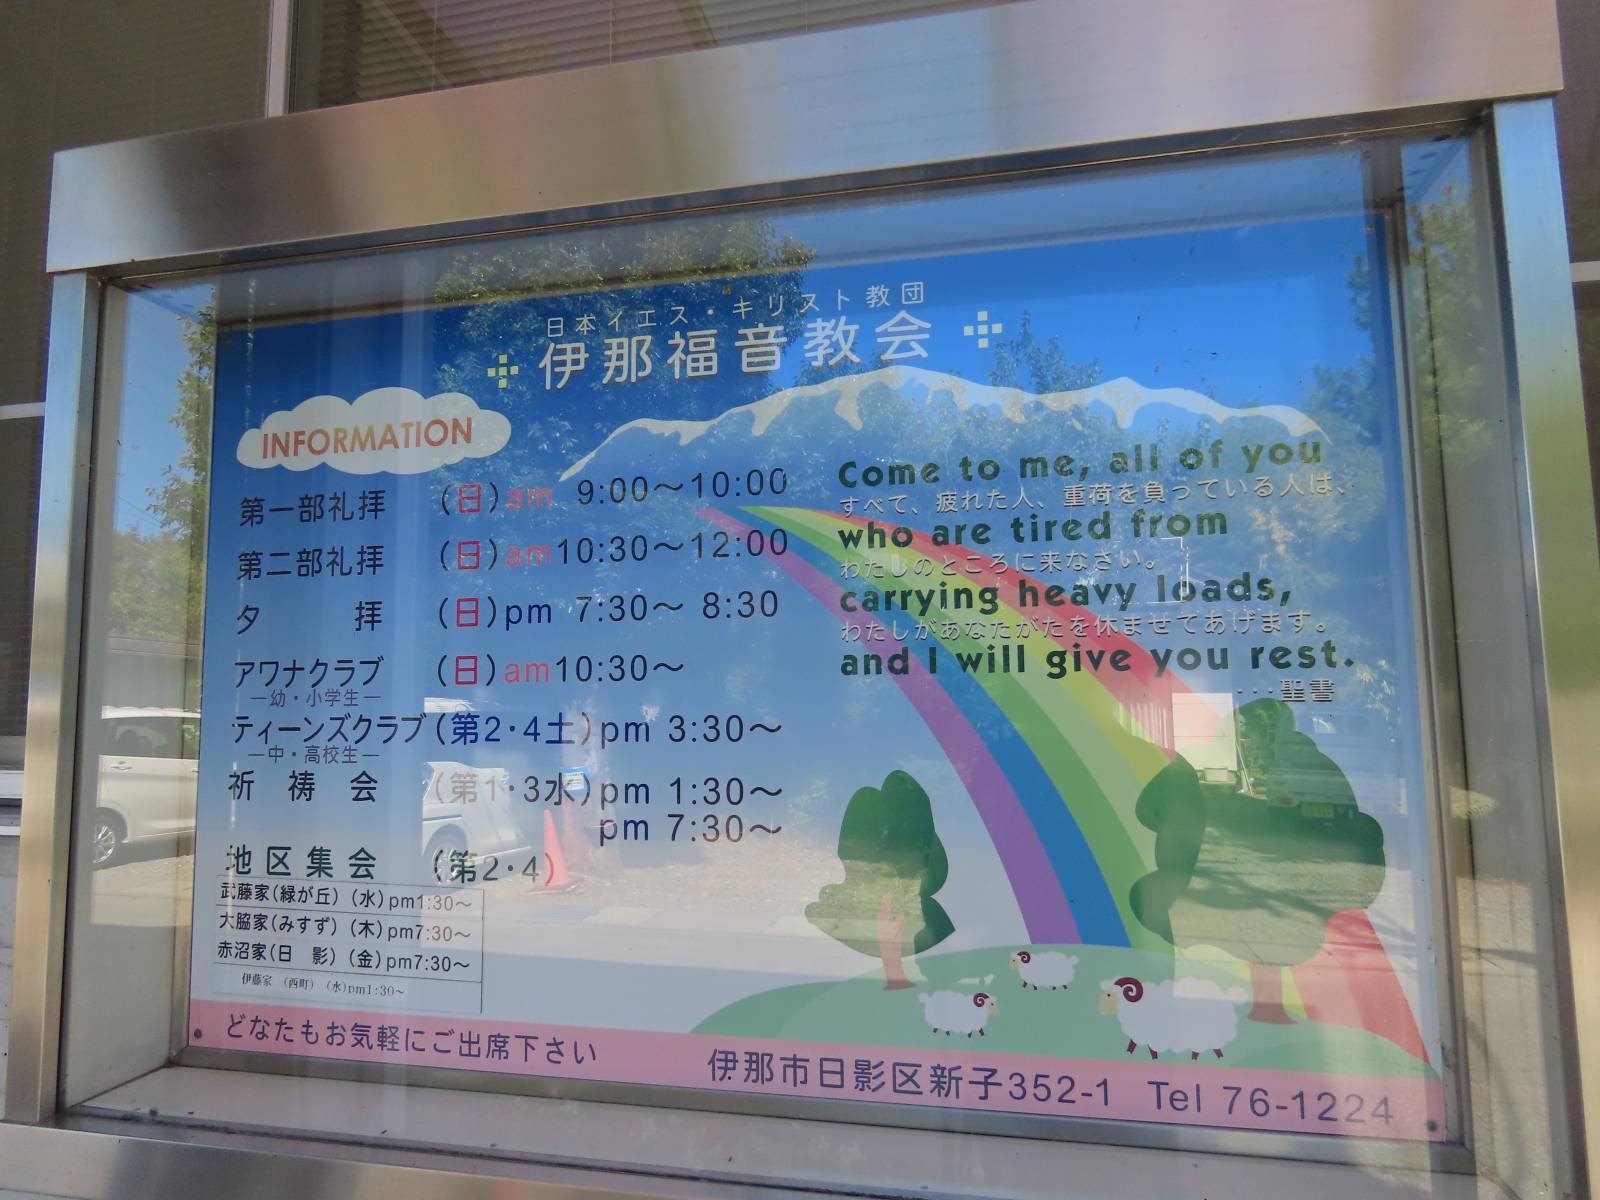 日本イエス・キリスト教団
伊那福音教会
INFORMATION
第一部礼拝 (日)am 9:00～10:00
第二部礼拝 (日)am10:30～12:00
夕 拝 (日)pm 7:30～ 8:30
アワナクラブ (日)am10:30～
―幼・小学生―
ティーンズクラブ(第2・4土)pm 3:30～
―中・高校生―
祈祷会 (第1・3水)pm 1:30～
pm 7:30～
地区集会 (第2・4)
武藤家(緑が丘) (水)pm1:30～
大脇家(みすず) (木)pm7:30～
赤沼家(日 影) (金)pm7:30～
伊藤家 (西町) (水)pm1:30～
Come to me, all of you
すべて、疲れた人、重荷を負っている人は、
who are tired from
わたしのところに来なさい。
carrying heavy loads,
わたしがあなたがたを休ませてあげます。
and I will give you rest.
・・・聖書
どなたもお気軽にご出席下さい
伊那市日影区新子352-1 Tel 76-1224